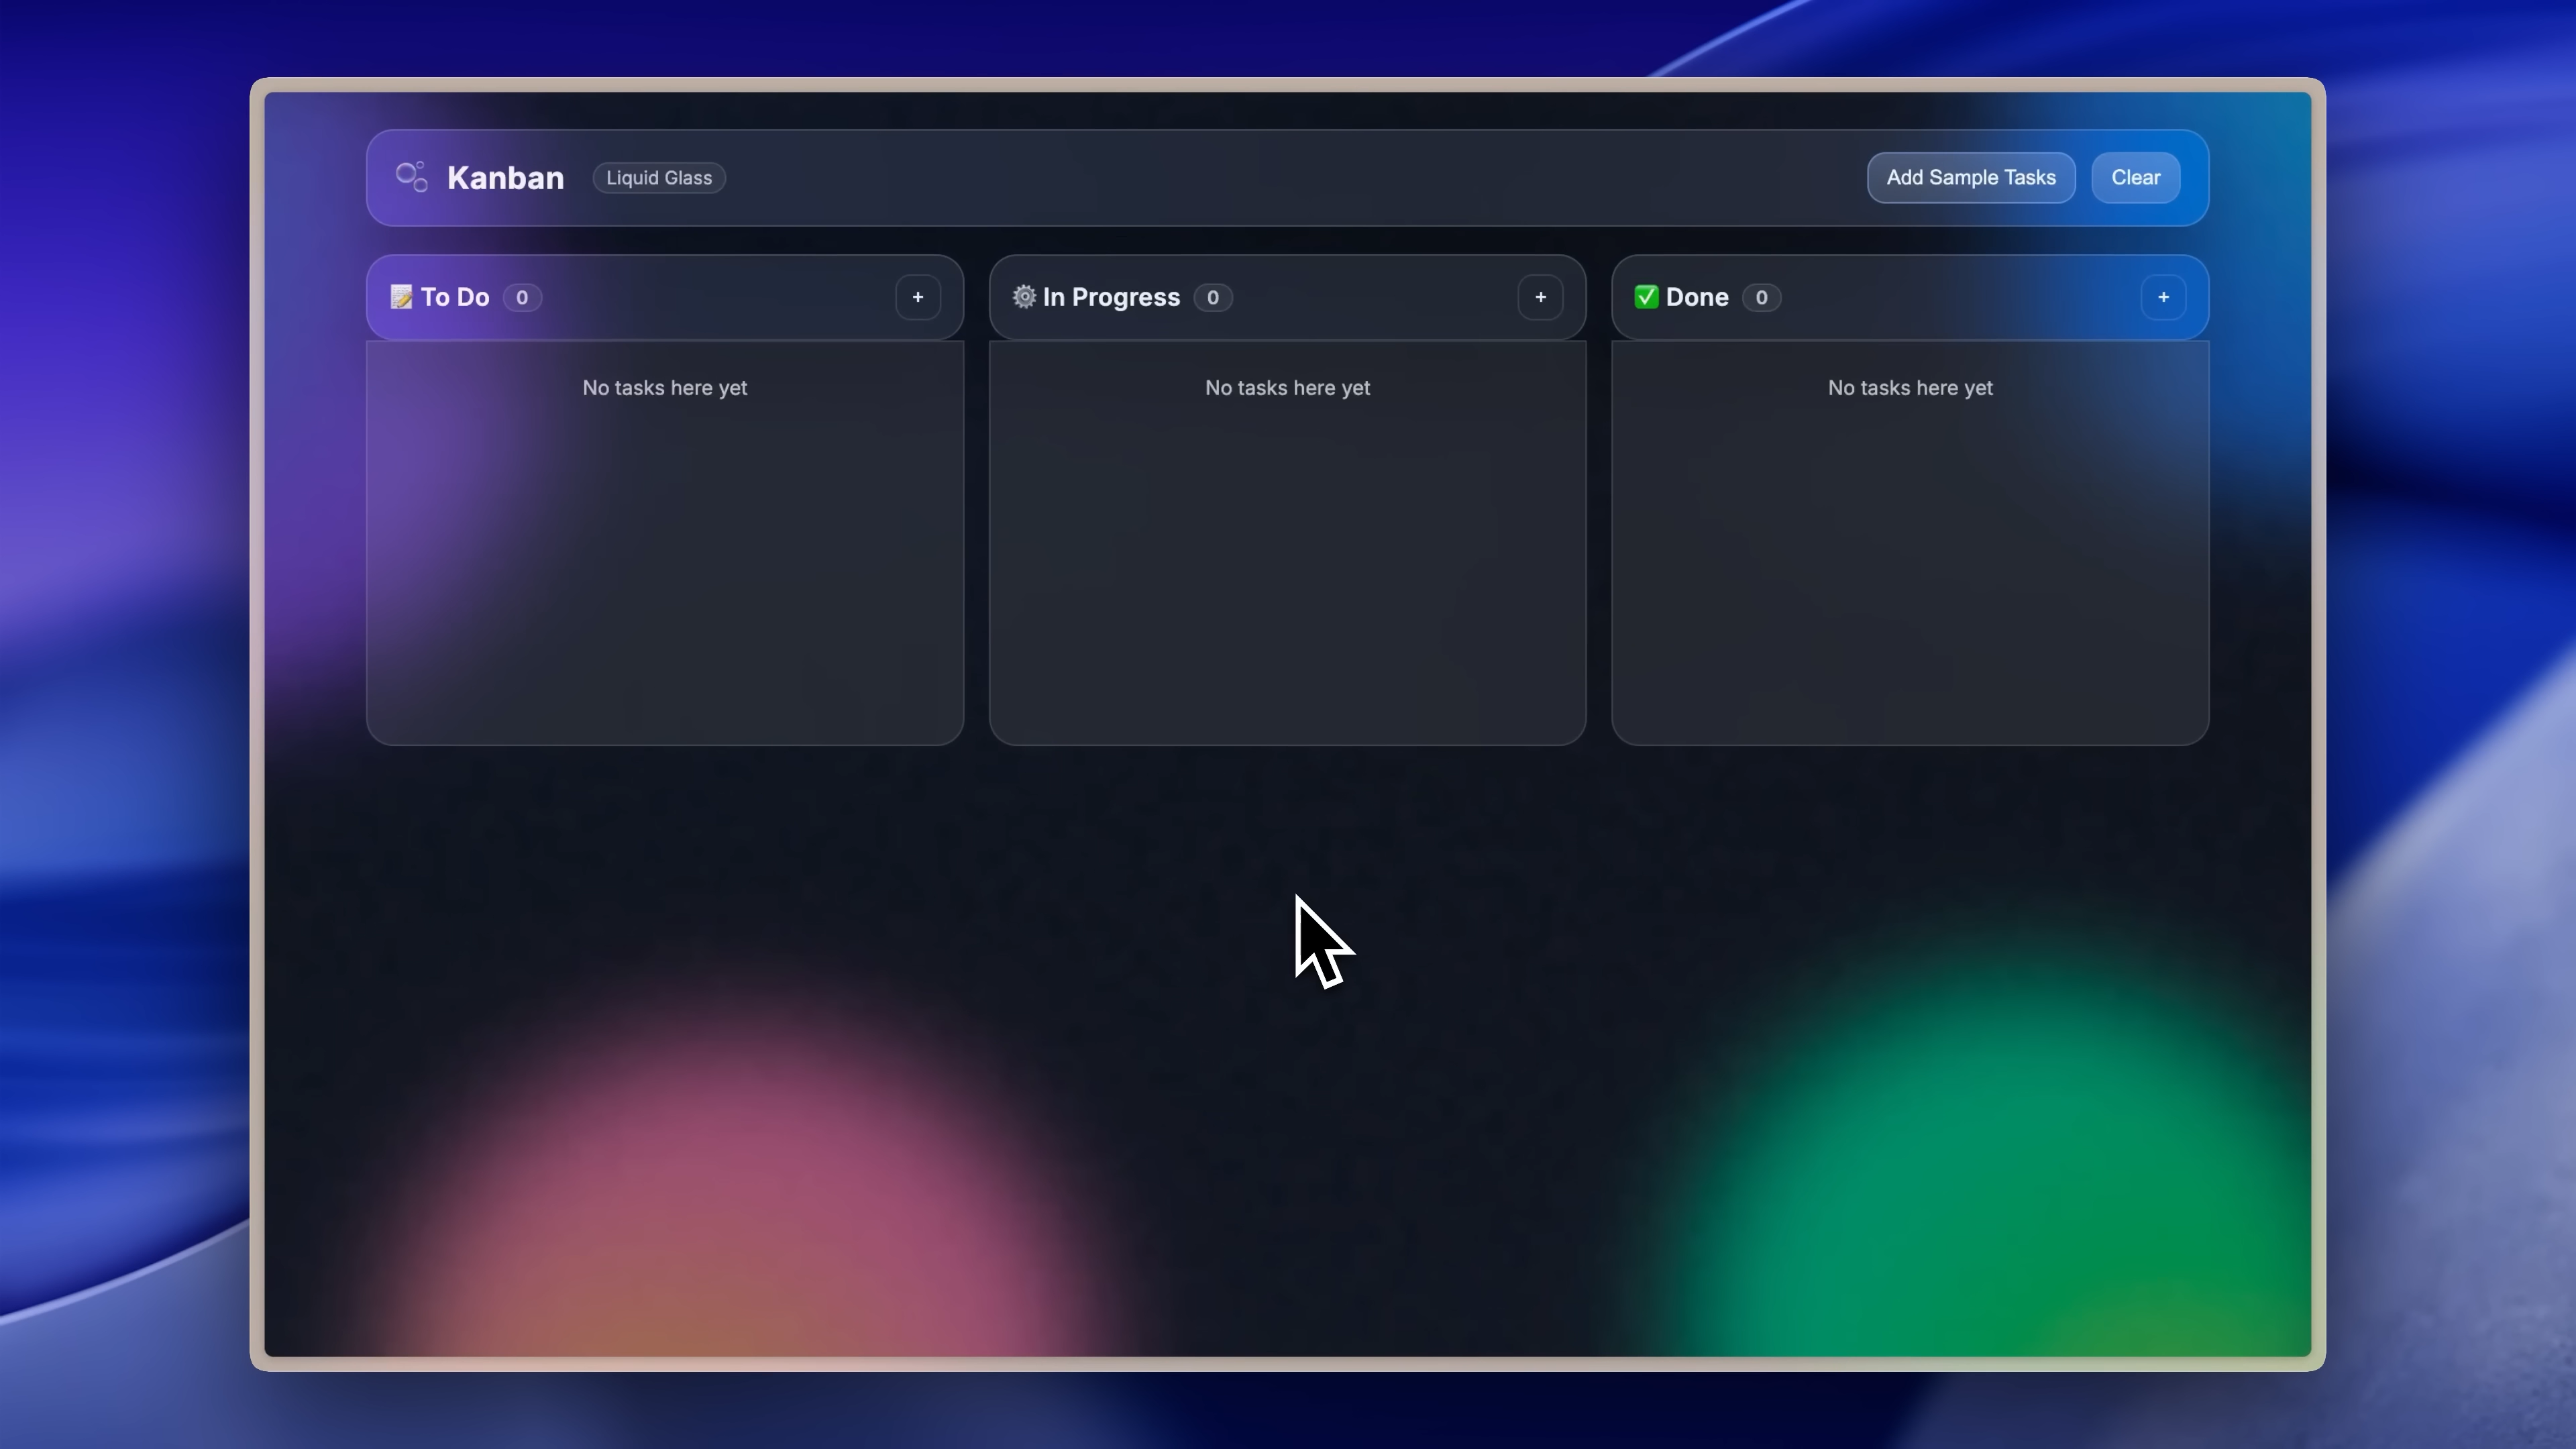 Kanban
Liquid Glass
Add Sample Tasks
Clear
To Do 0 +
In Progress 0 +
Done 0 +
No tasks here yet
No tasks here yet
No tasks here yet